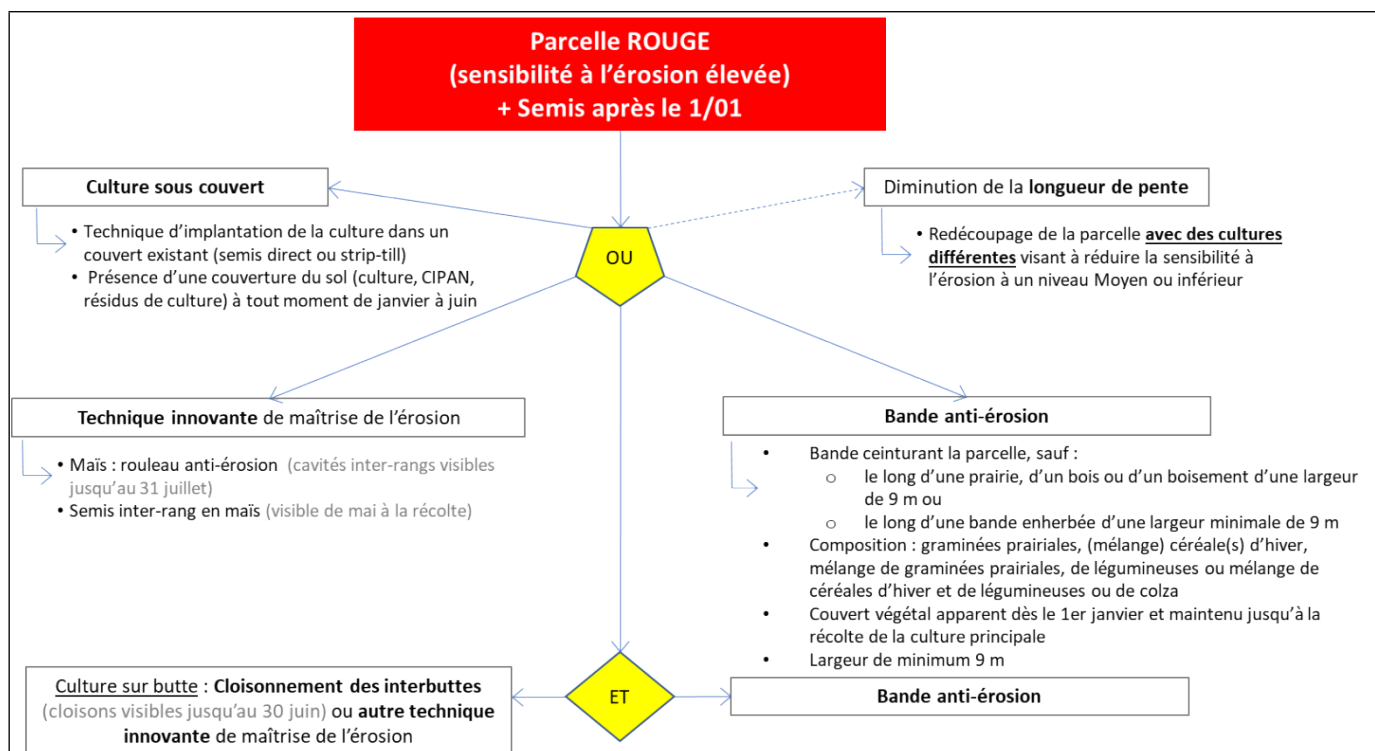 Parcelle ROUGE
(sensibilité à l'érosion élevée)
+ Semis après le 1/01
Culture sous couvert
• Technique d'implantation de la culture dans un
couvert existant (semis direct ou strip-till)
• Présence d'une couverture du sol (culture, CIPAN,
résidus de culture) à tout moment de janvier à juin
OU
Diminution de la longueur de pente
• Redécoupage de la parcelle avec des cultures
différentes visant à réduire la sensibilité à
l'érosion à un niveau Moyen ou inférieur
Technique innovante de maîtrise de l'érosion
• Maïs : rouleau anti-érosion (cavités inter-rangs visibles
jusqu'au 31 juillet)
• Semis inter-rang en maïs (visible de mai à la récolte)
Bande anti-érosion
• Bande ceinturant la parcelle, sauf :
o le long d'une prairie, d'un bois ou d'un boisement d'une largeur
de 9 m ou
o le long d'une bande enherbée d'une largeur minimale de 9 m
• Composition : graminées prairiales, (mélange) céréale(s) d'hiver,
mélange de graminées prairiales, de légumineuses ou mélange de
céréales d'hiver et de légumineuses ou de colza
• Couvert végétal apparent dès le 1er janvier et maintenu jusqu'à la
récolte de la culture principale
• Largeur de minimum 9 m
Culture sur butte : Cloisonnement des interbuttes
(cloisons visibles jusqu'au 30 juin) ou autre technique
innovante de maîtrise de l'érosion
ET
Bande anti-érosion